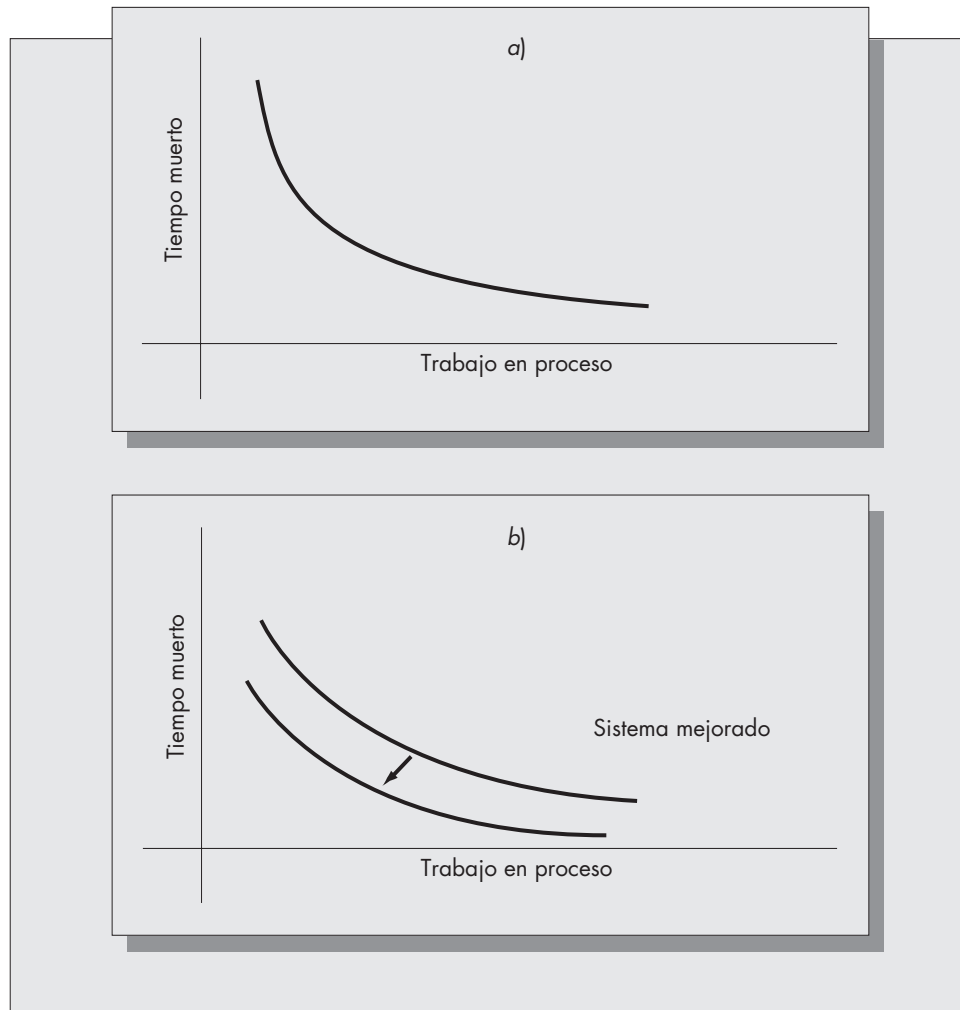 a)
Tiempo muerto
Trabajo en proceso
b)
Tiempo muerto
Sistema mejorado
Trabajo en proceso